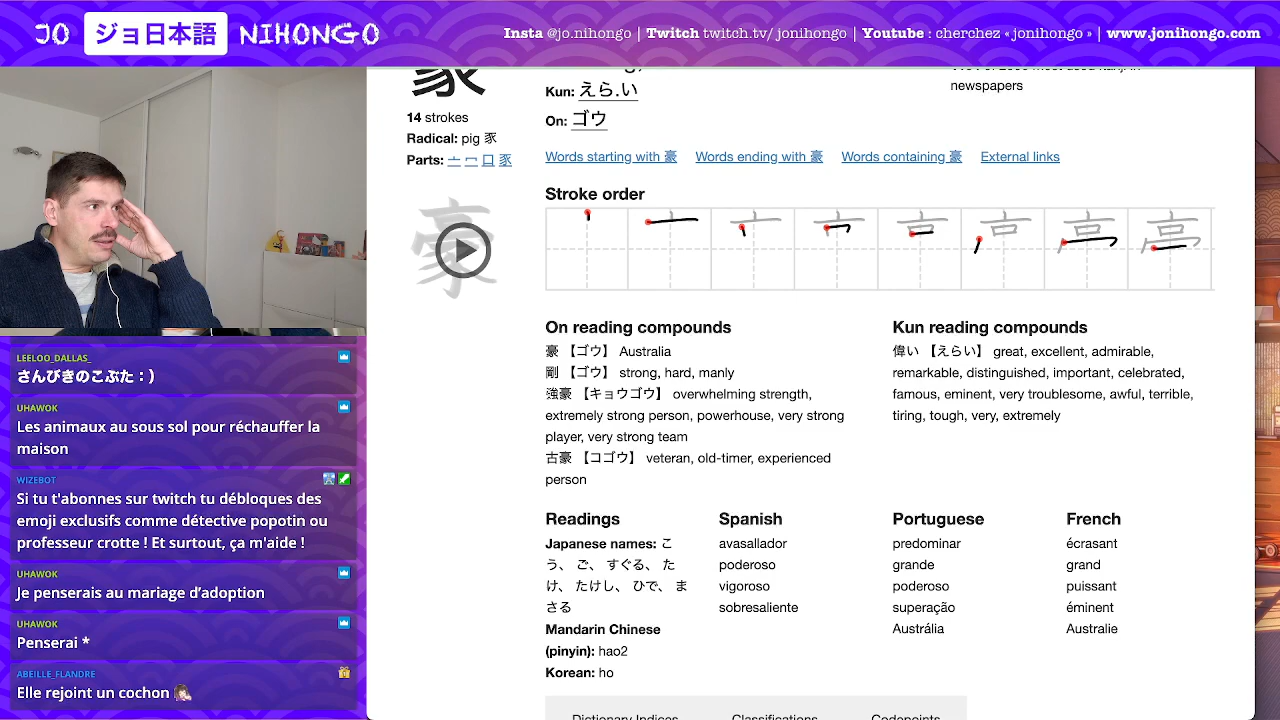 JO ジョ日本語 NIHONGO
Insta @jo.nihongo | Twitch twitch.tv/jonihongo | Youtube : cherchez « jonihongo » | www.jonihongo.com
豪
14 strokes
Radical: pig 豕
Parts: 亠 冖 口 豕
Kun: えら.い
On: ゴウ
newspapers
Words starting with 豪 Words ending with 豪 Words containing 豪 External links
Stroke order
On reading compounds
豪 【ゴウ】 Australia
剛 【ゴウ】 strong, hard, manly
強豪 【キョウゴウ】 overwhelming strength,
extremely strong person, powerhouse, very strong
player, very strong team
古豪 【コゴウ】 veteran, old-timer, experienced
person
Kun reading compounds
偉い 【えらい】 great, excellent, admirable,
remarkable, distinguished, important, celebrated,
famous, eminent, very troublesome, awful, terrible,
tiring, tough, very, extremely
Readings
Japanese names: こ
う、 ご、 すぐる、 た
け、 たけし、 ひで、 ま
さる
Mandarin Chinese
(pinyin): hao2
Korean: ho
Spanish
avasallador
poderoso
vigoroso
sobresaliente
Portuguese
predominar
grande
poderoso
superação
Austrália
French
écrasant
grand
puissant
éminent
Australie
Dictionary Indices Classifications Codepoints
LEELOO_DALLAS_
さんびきのこぶた : )
UHAWOK
Les animaux au sous sol pour réchauffer la
maison
WIZEBOT
Si tu t'abonnes sur twitch tu débloques des
emoji exclusifs comme détective popotin ou
professeur crotte ! Et surtout, ça m'aide !
UHAWOK
Je penserais au mariage d’adoption
UHAWOK
Penserai *
ABEILLE_FLANDRE
Elle rejoint un cochon